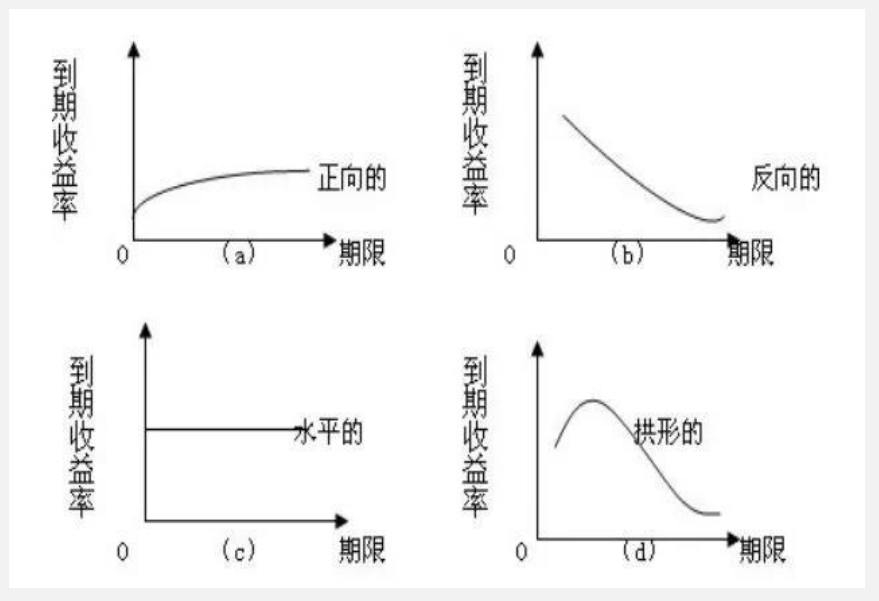 到期收益率
正向的
0
(a)
期限
到期收益率
反向的
0
(b)
期限
到期收益率
水平的
0
(c)
期限
到期收益率
拱形的
0
(d)
期限